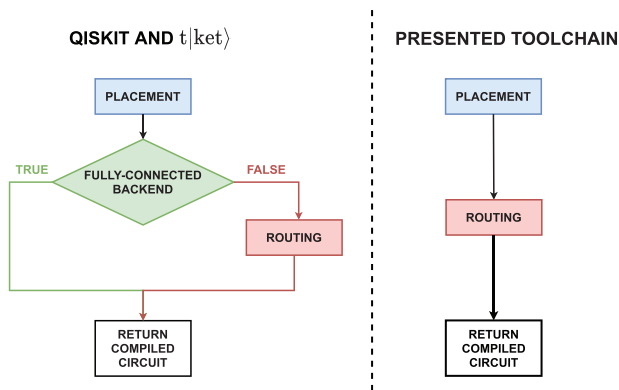 QISKIT AND t|ket⟩
PLACEMENT
TRUE
FULLY-CONNECTED
BACKEND
FALSE
ROUTING
RETURN
COMPILED
CIRCUIT
PRESENTED TOOLCHAIN
PLACEMENT
ROUTING
RETURN
COMPILED
CIRCUIT